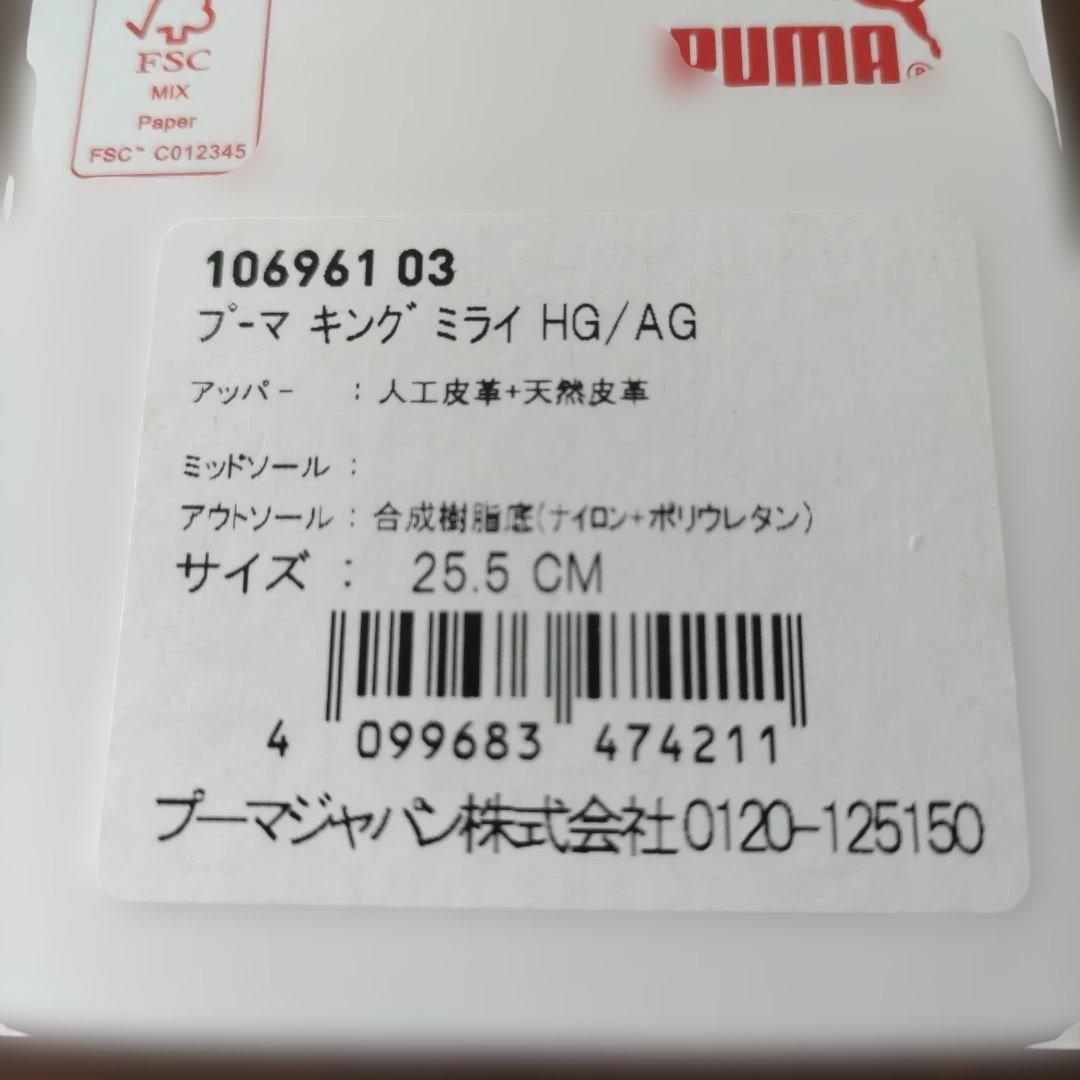 FSC
MIX
Paper
FSC™ C012345
PUMA®
106961 03
プーマ キング ミライ HG/AG
アッパー : 人工皮革+天然皮革
ミッドソール :
アウトソール : 合成樹脂底(ナイロン+ポリウレタン)
サイズ : 25.5 CM
4 099683 474211
プーマジャパン株式会社0120-125150